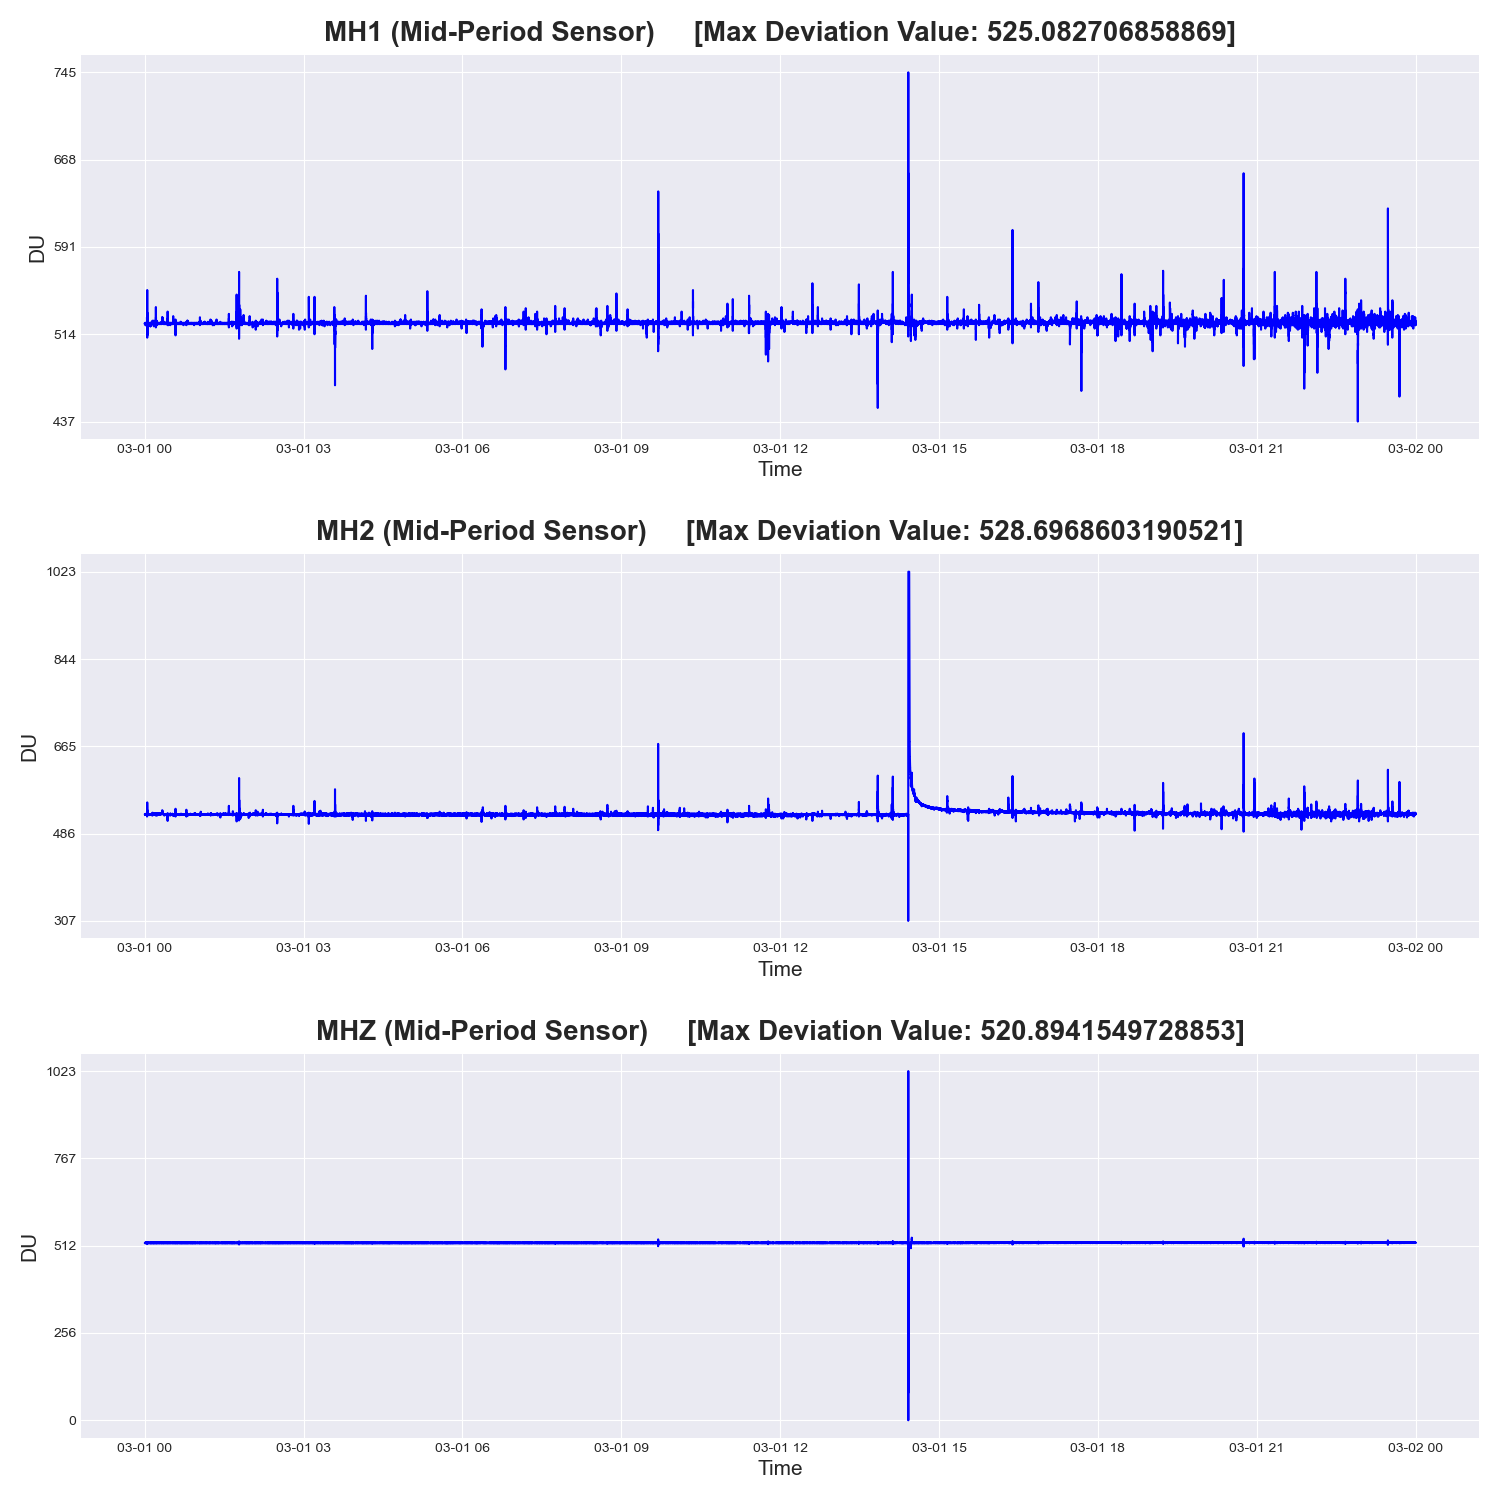 MH1 (Mid-Period Sensor) [Max Deviation Value: 525.082706858869]
745
668
591
514
437
DU
03-01 00 03-01 03 03-01 06 03-01 09 03-01 12 03-01 15 03-01 18 03-01 21 03-02 00
Time
MH2 (Mid-Period Sensor) [Max Deviation Value: 528.6968603190521]
1023
844
665
486
307
DU
03-01 00 03-01 03 03-01 06 03-01 09 03-01 12 03-01 15 03-01 18 03-01 21 03-02 00
Time
MHZ (Mid-Period Sensor) [Max Deviation Value: 520.8941549728853]
1023
767
512
256
0
DU
03-01 00 03-01 03 03-01 06 03-01 09 03-01 12 03-01 15 03-01 18 03-01 21 03-02 00
Time